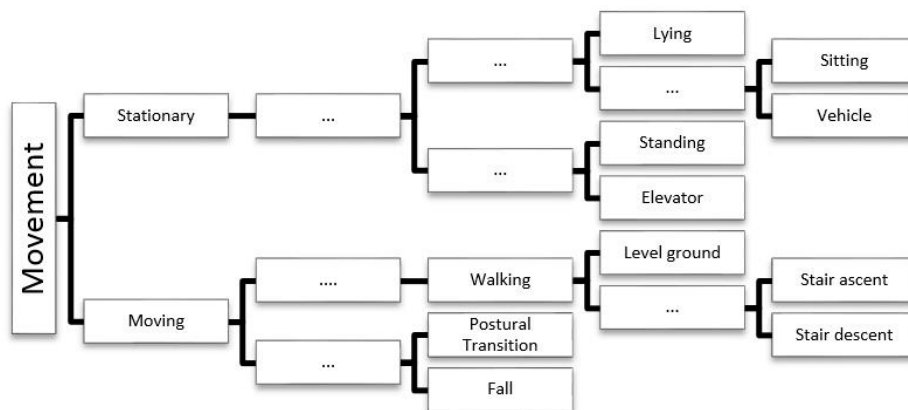 Movement
Stationary
...
...
Lying
...
Sitting
Vehicle
...
Standing
Elevator
Moving
....
Walking
Level ground
...
Stair ascent
Stair descent
...
Postural
Transition
Fall